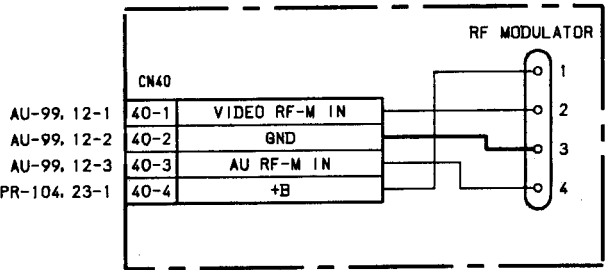 RF MODULATOR
CN40
1
AU-99, 12-1 40-1 VIDEO RF-M IN 2
AU-99, 12-2 40-2 GND 3
AU-99, 12-3 40-3 AU RF-M IN
PR-104, 23-1 40-4 +B 4